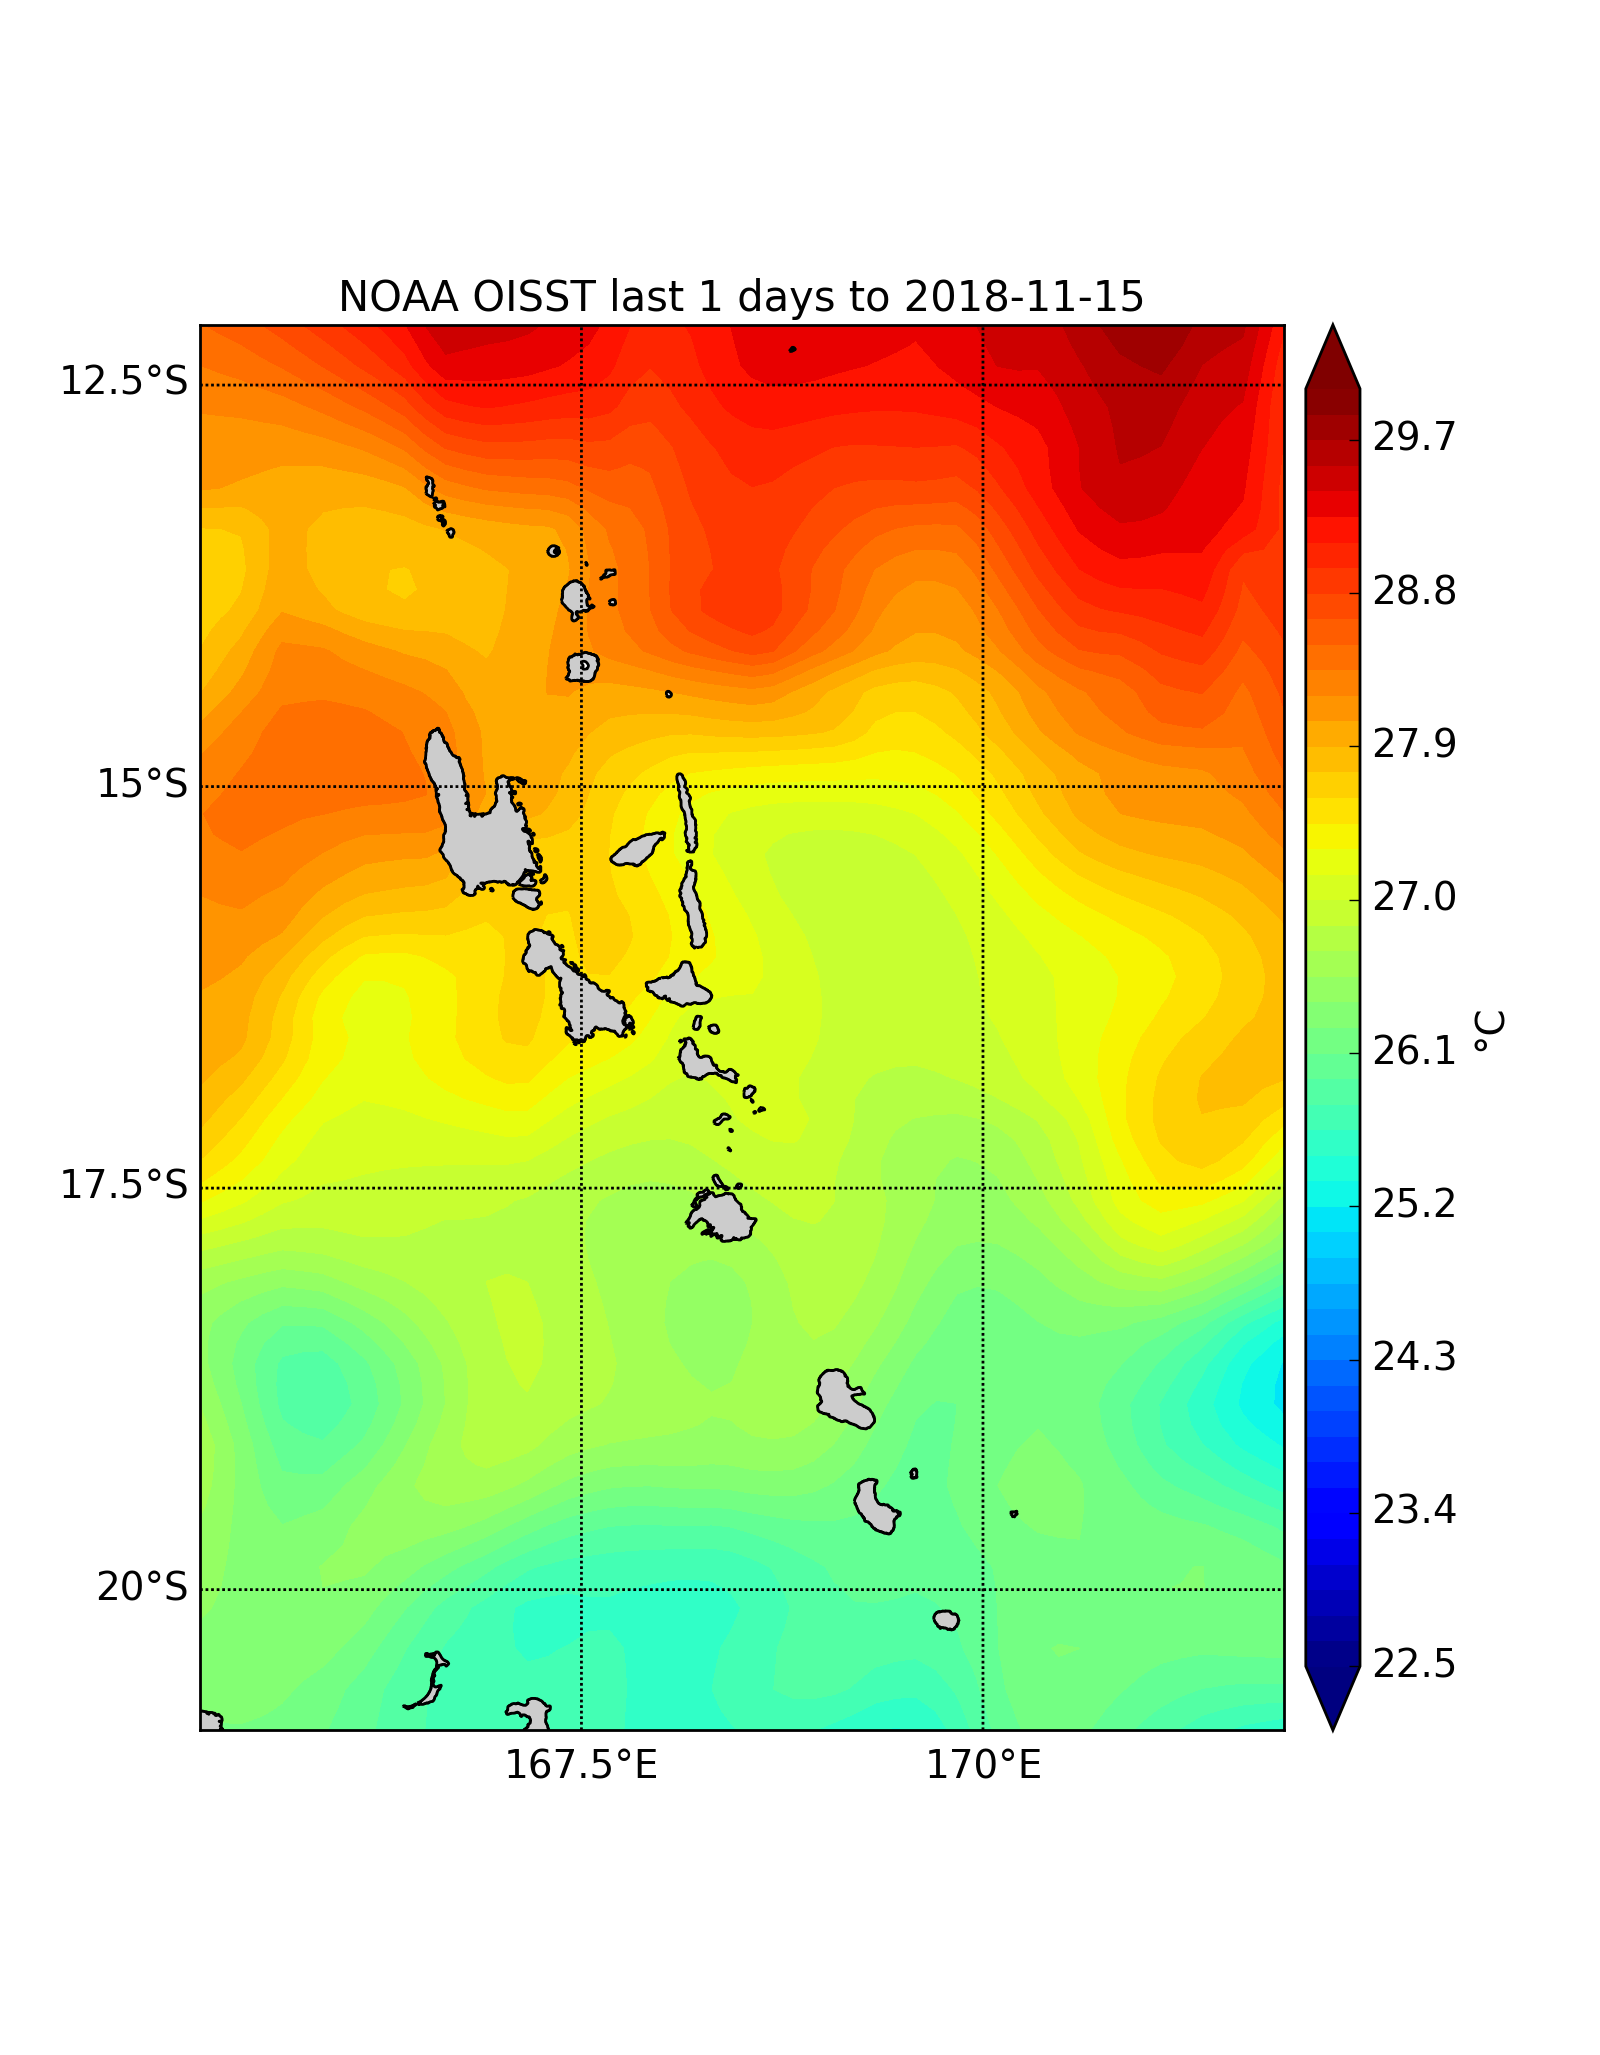 NOAA OISST last 1 days to 2018-11-15
12.5°S
15°S
17.5°S
20°S
167.5°E
170°E
29.7
28.8
27.9
27.0
26.1
25.2
24.3
23.4
22.5
°C